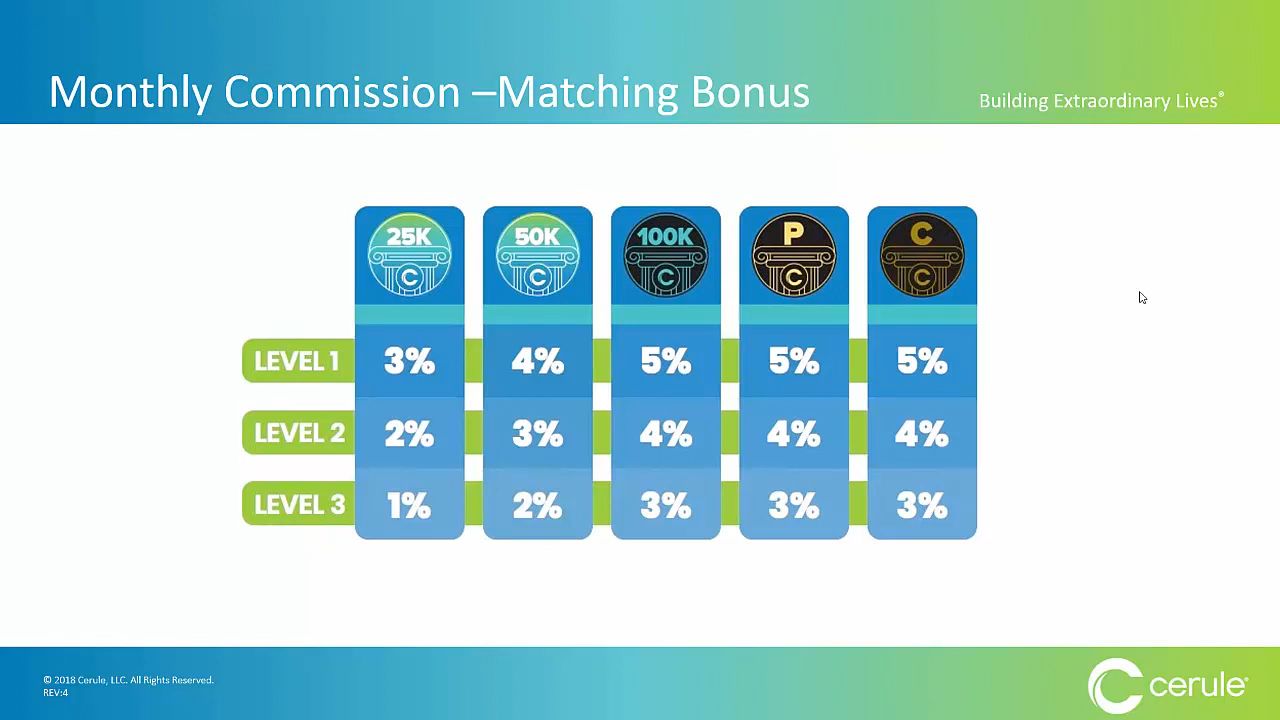 Monthly Commission –Matching Bonus
Building Extraordinary Lives®
25K 50K 100K P C
C C C C C
LEVEL 1 3% 4% 5% 5% 5%
LEVEL 2 2% 3% 4% 4% 4%
LEVEL 3 1% 2% 3% 3% 3%
© 2018 Cerule, LLC. All Rights Reserved.
REV:4
cerule®